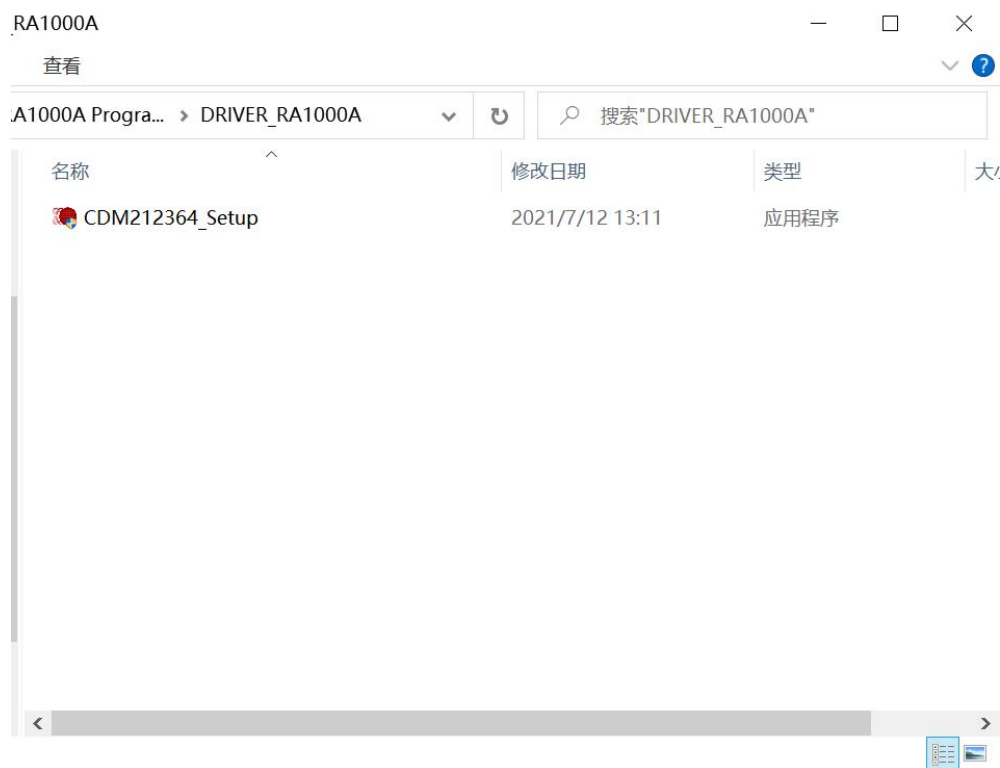 _RA1000A
查看
RA1000A Progra... > DRIVER_RA1000A
搜索"DRIVER_RA1000A"
名称 修改日期 类型
CDM212364_Setup 2021/7/12 13:11 应用程序